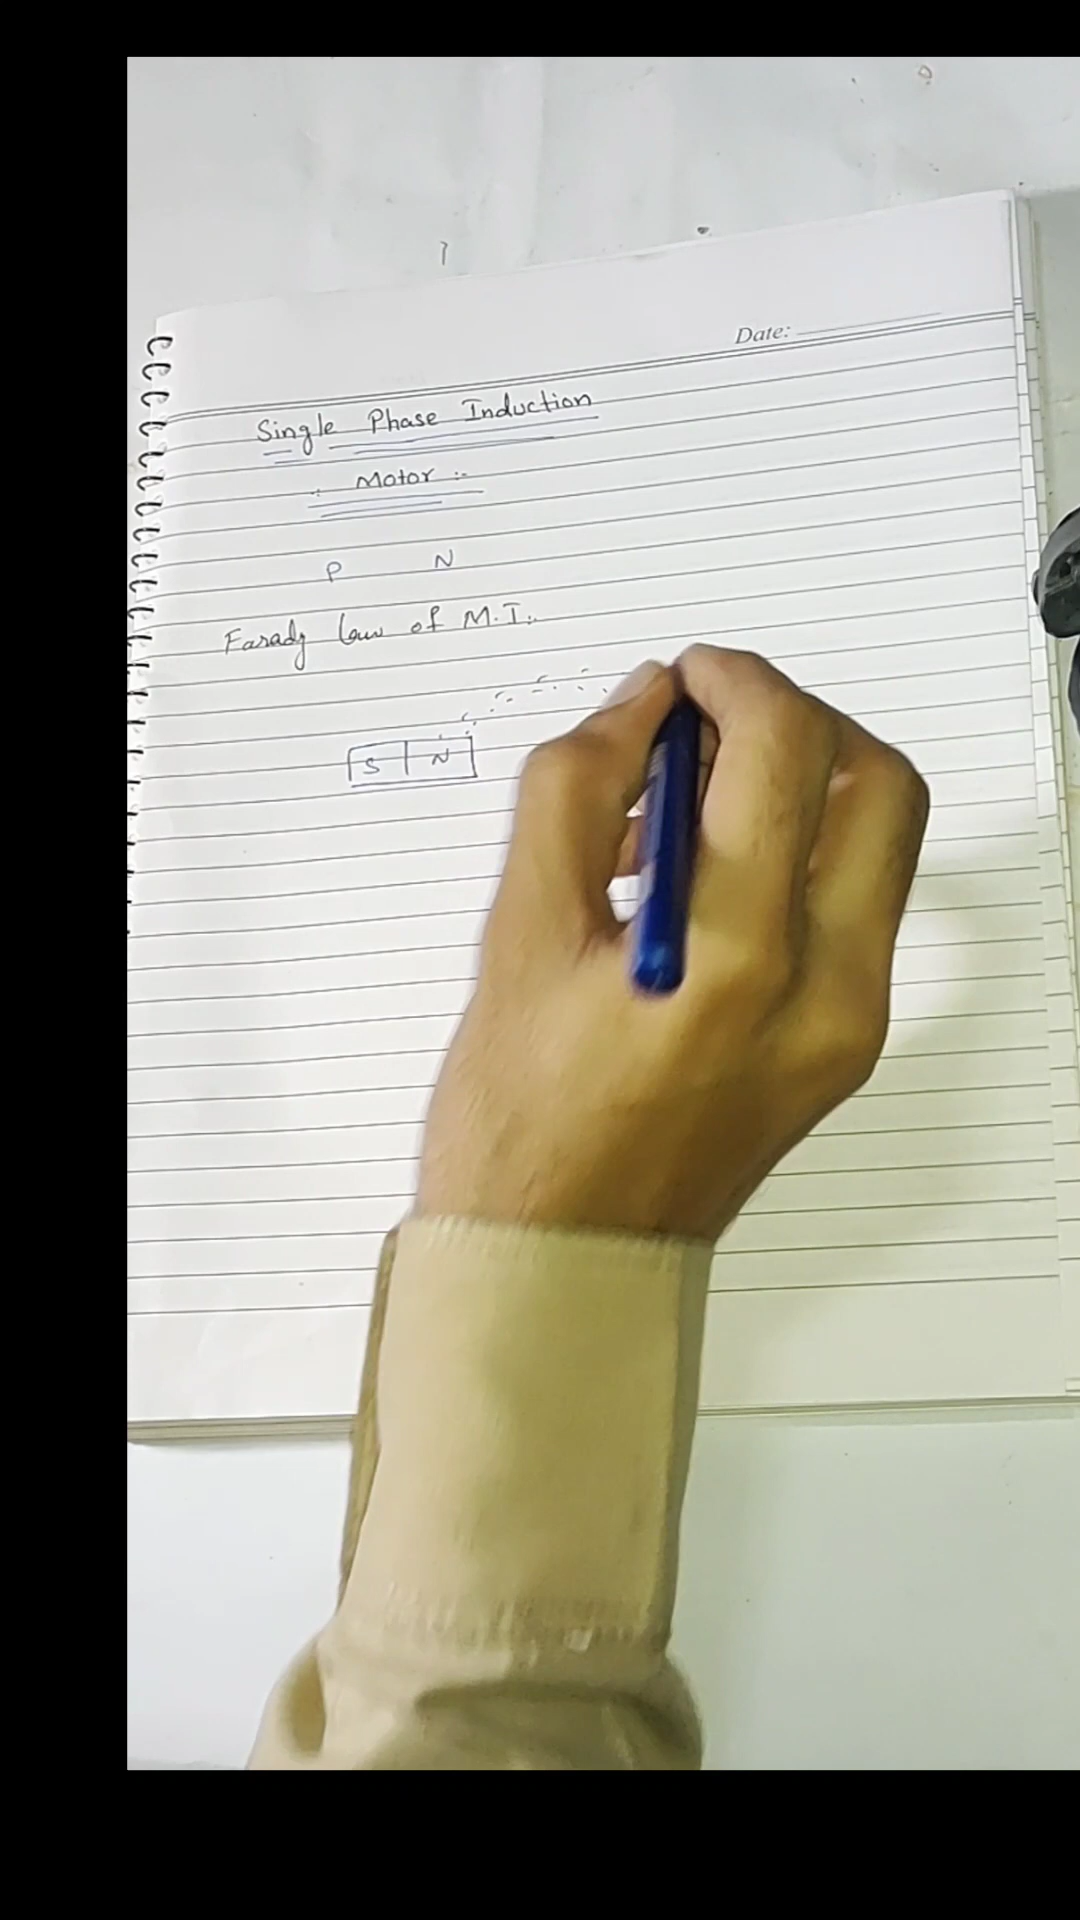 Date:
Single Phase Induction
:. Motor :-
P N
Farady law of M.I:.
S N